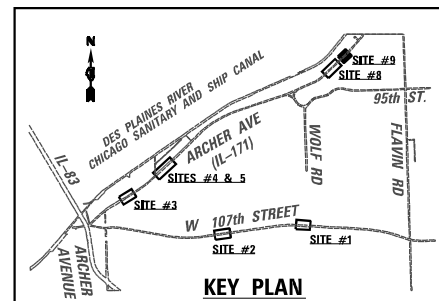 N
SITE #9
SITE #8
95th ST.
DES PLAINES RIVER
CHICAGO SANITARY AND SHIP CANAL
ARCHER AVE
(IL-171)
WOLF RD
FLAVIN RD
IL-83
SITES #4 & 5
SITE #3
W 107th STREET
SITE #2
SITE #1
ARCHER
AVENUE
KEY PLAN